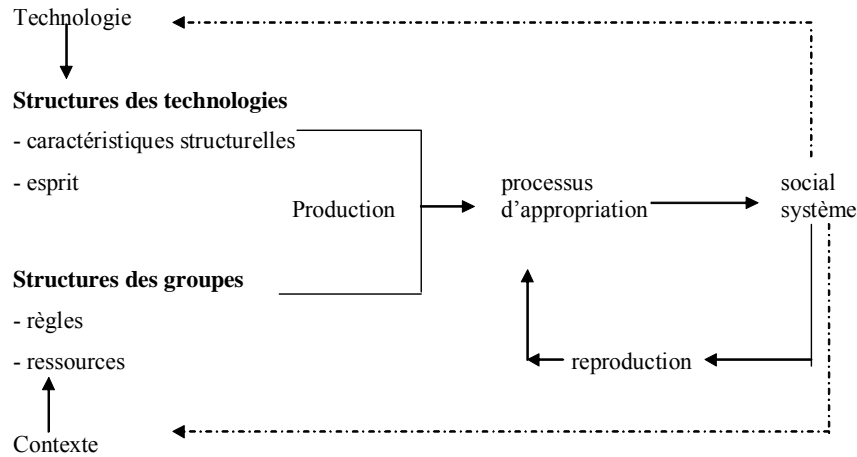 Technologie
Structures des technologies
- caractéristiques structurelles
- esprit
Production
processus
d'appropriation
social
système
Structures des groupes
- règles
- ressources
reproduction
Contexte